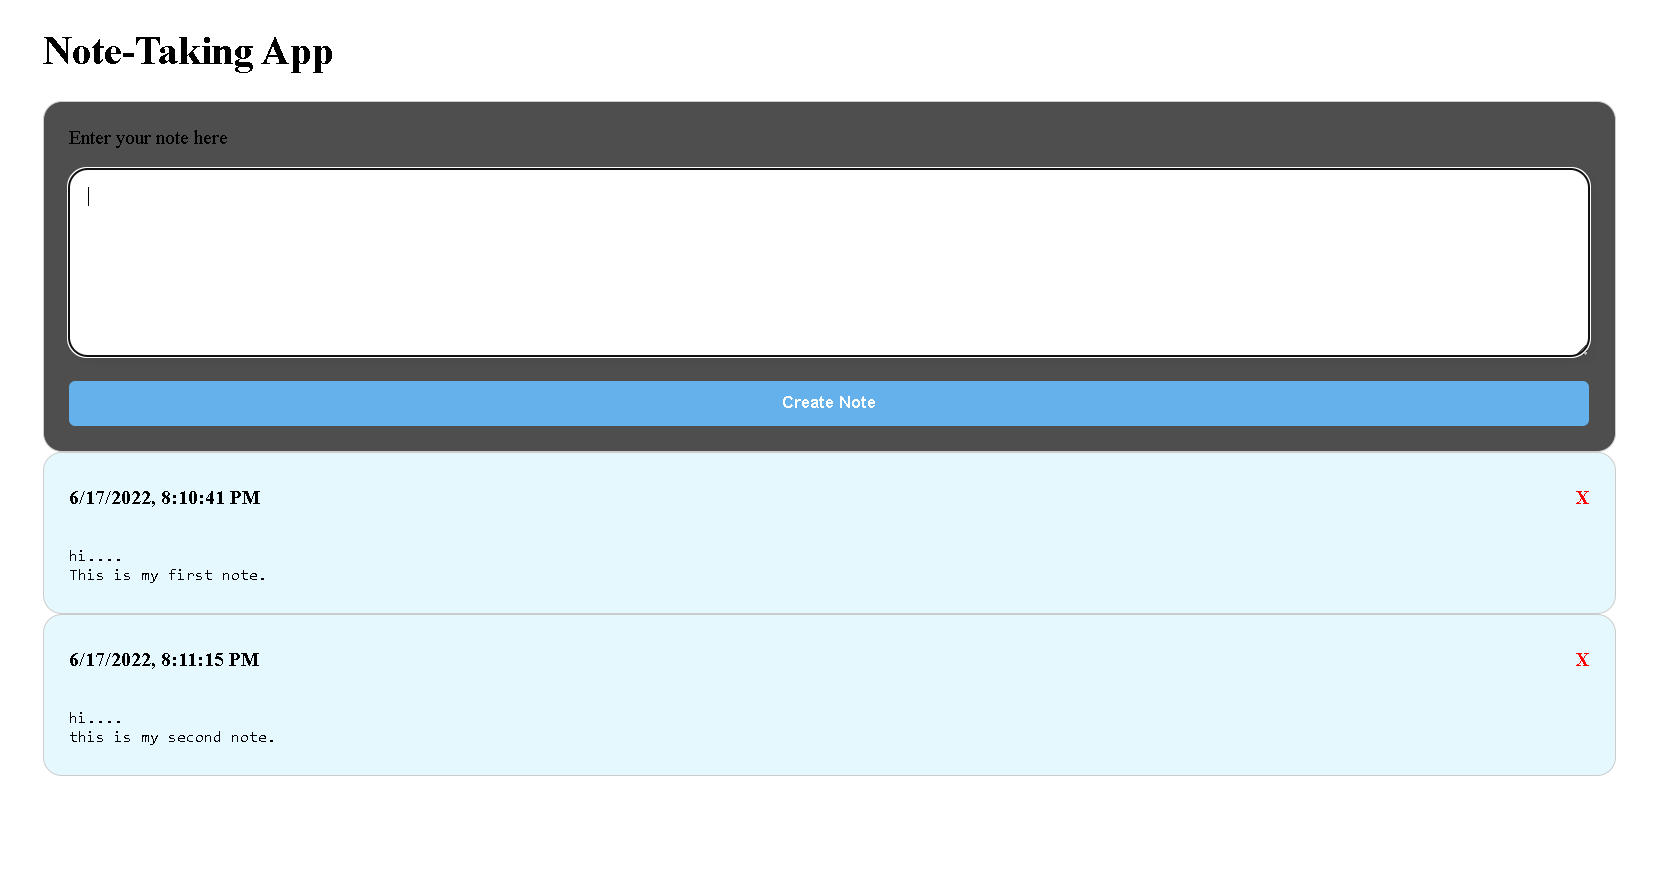 Note-Taking App
Enter your note here
Create Note
6/17/2022, 8:10:41 PM X
hi....
This is my first note.
6/17/2022, 8:11:15 PM X
hi....
this is my second note.